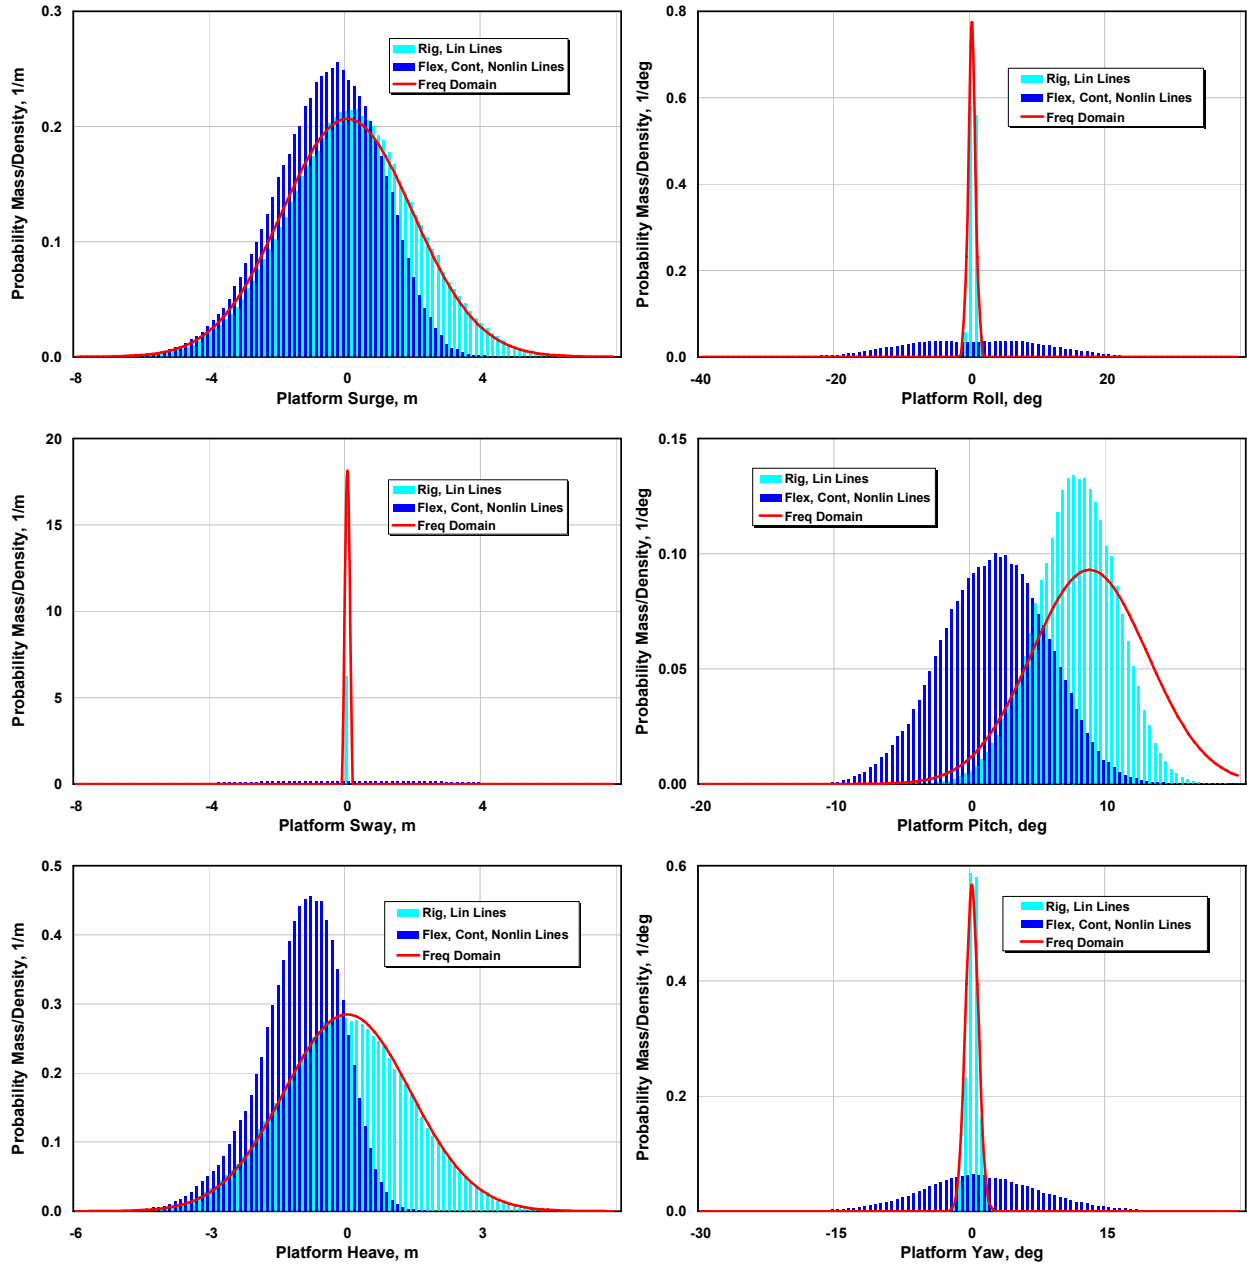 Probability Mass/Density, 1/m
0.3
0.2
0.1
0.0
Rig, Lin Lines
Flex, Cont, Nonlin Lines
Freq Domain
-8 -4 0 4
Platform Surge, m
Probability Mass/Density, 1/deg
0.8
0.6
0.4
0.2
0.0
Rig, Lin Lines
Flex, Cont, Nonlin Lines
Freq Domain
-40 -20 0 20
Platform Roll, deg
Probability Mass/Density, 1/m
20
15
10
5
0
Rig, Lin Lines
Flex, Cont, Nonlin Lines
Freq Domain
-8 -4 0 4
Platform Sway, m
Probability Mass/Density, 1/deg
0.15
0.10
0.05
0.00
Rig, Lin Lines
Flex, Cont, Nonlin Lines
Freq Domain
-20 -10 0 10
Platform Pitch, deg
Probability Mass/Density, 1/m
0.5
0.4
0.3
0.2
0.1
0.0
Rig, Lin Lines
Flex, Cont, Nonlin Lines
Freq Domain
-6 -3 0 3
Platform Heave, m
Probability Mass/Density, 1/deg
0.6
0.4
0.2
0.0
Rig, Lin Lines
Flex, Cont, Nonlin Lines
Freq Domain
-30 -15 0 15
Platform Yaw, deg